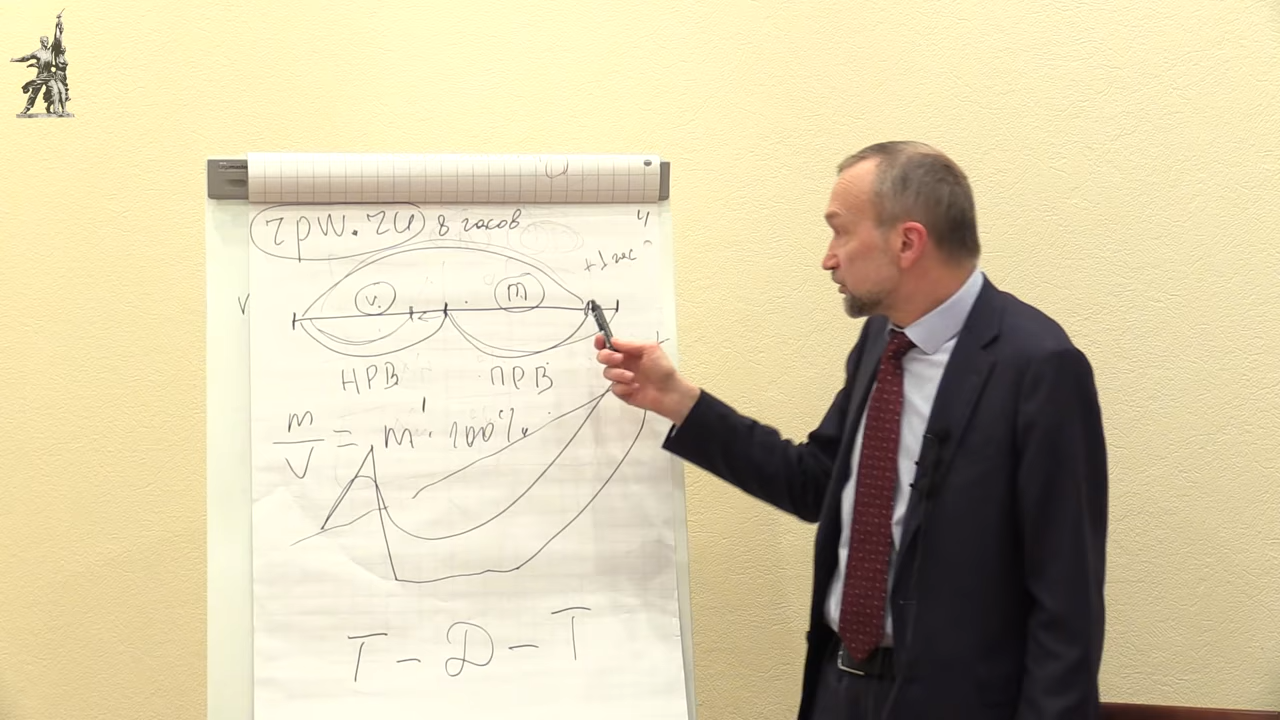 8 часов
+1 час
v m
НРВ ПРВ
m/v = m' · 100%
Т – Д – Т